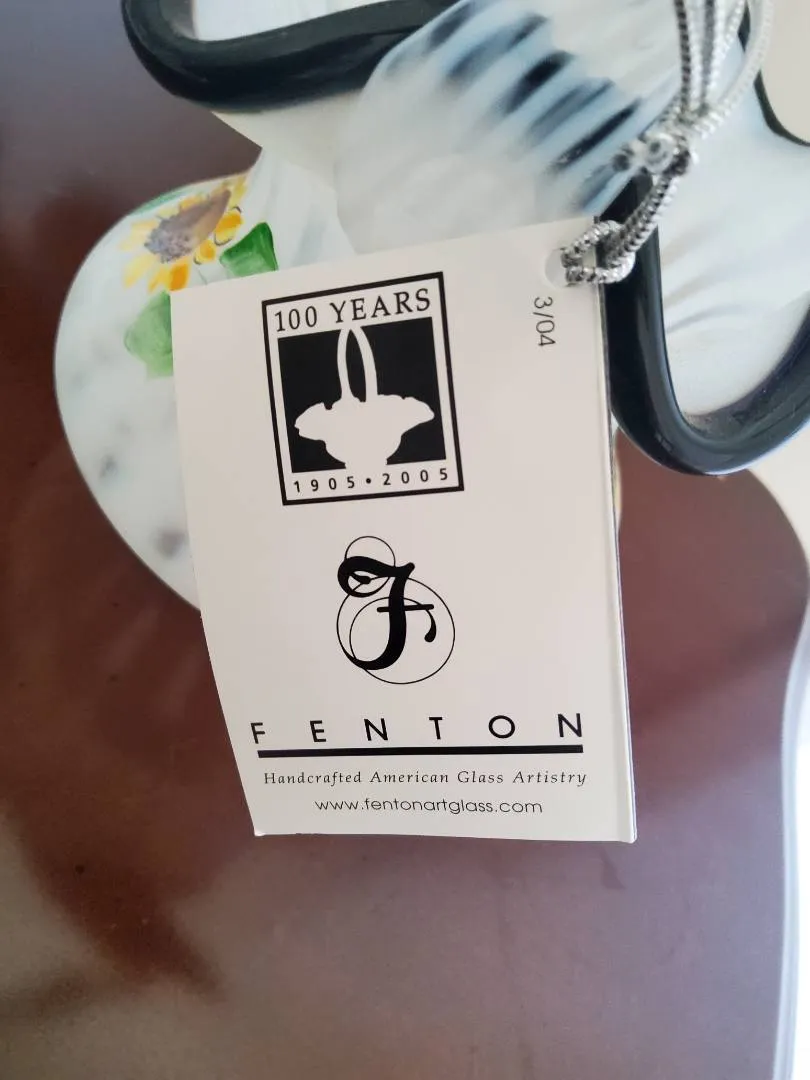 100 YEARS
1905•2005
3/04
F
FENTON
Handcrafted American Glass Artistry
www.fentonartglass.com